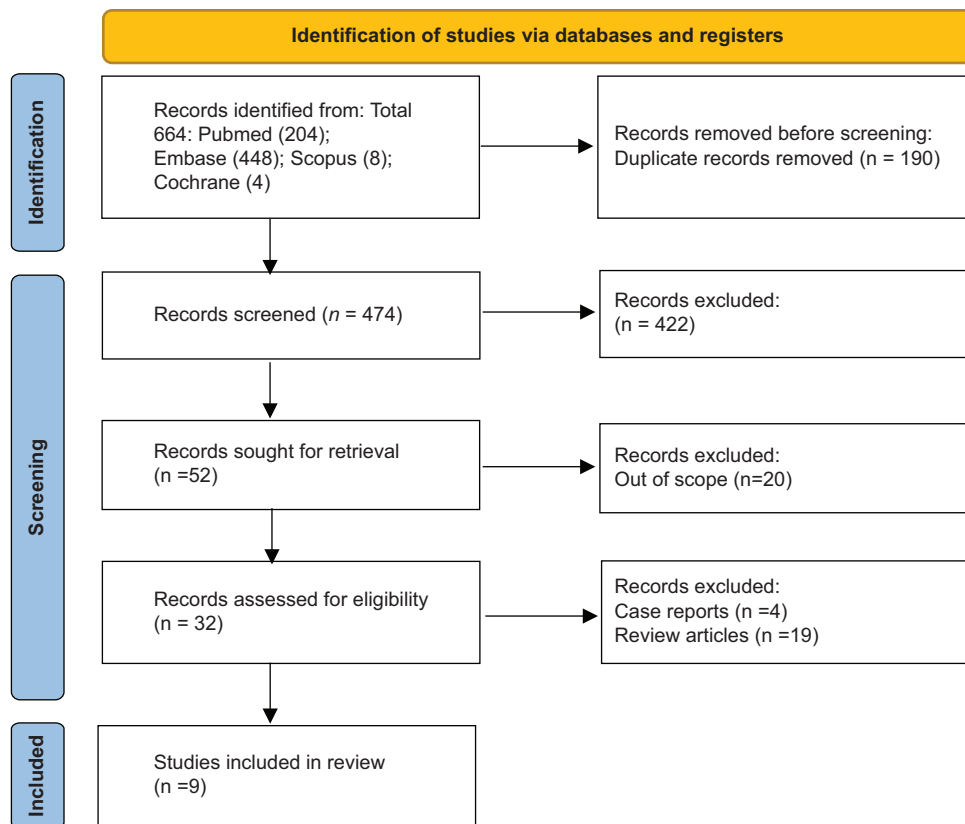 Identification of studies via databases and registers
Identification
Records identified from: Total
664: Pubmed (204);
Embase (448); Scopus (8);
Cochrane (4)
Records removed before screening:
Duplicate records removed (n = 190)
Screening
Records screened (n = 474)
Records excluded:
(n = 422)
Records sought for retrieval
(n =52)
Records excluded:
Out of scope (n=20)
Records assessed for eligibility
(n = 32)
Records excluded:
Case reports (n =4)
Review articles (n =19)
Included
Studies included in review
(n =9)